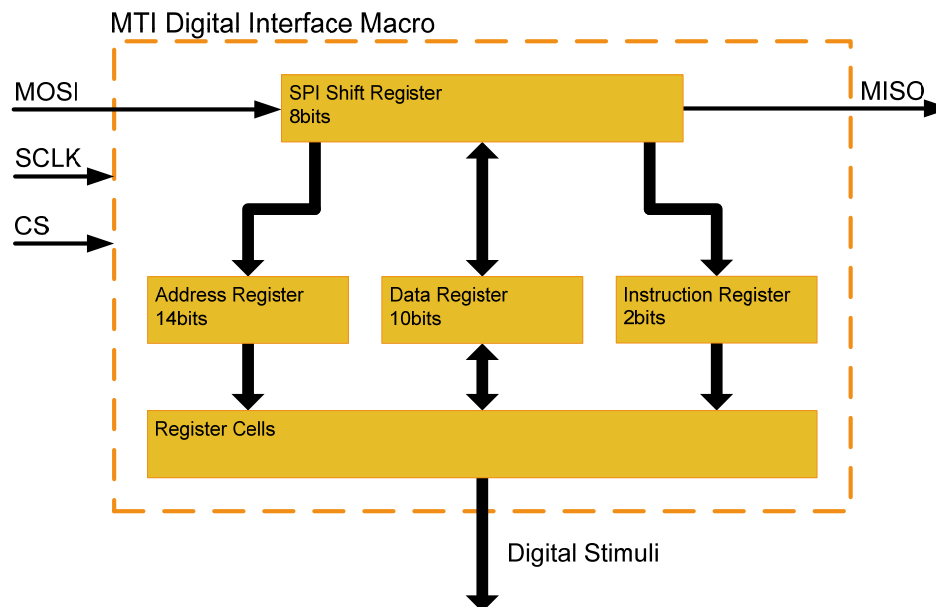 MTI Digital Interface Macro
MOSI
SPI Shift Register
8bits
MISO
SCLK
CS
Address Register
14bits
Data Register
10bits
Instruction Register
2bits
Register Cells
Digital Stimuli